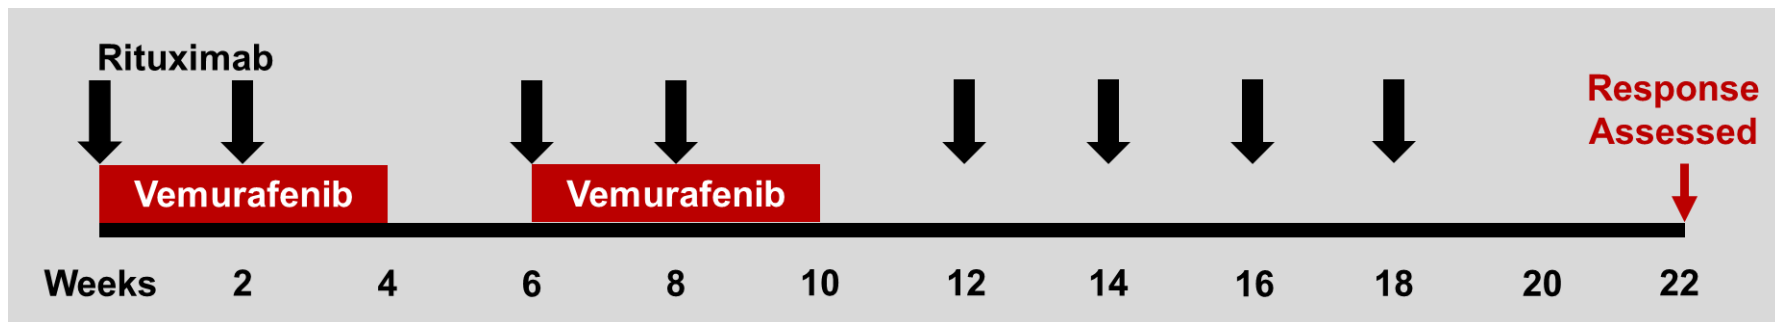 Rituximab
Response
Assessed
Vemurafenib Vemurafenib
Weeks 2 4 6 8 10 12 14 16 18 20 22